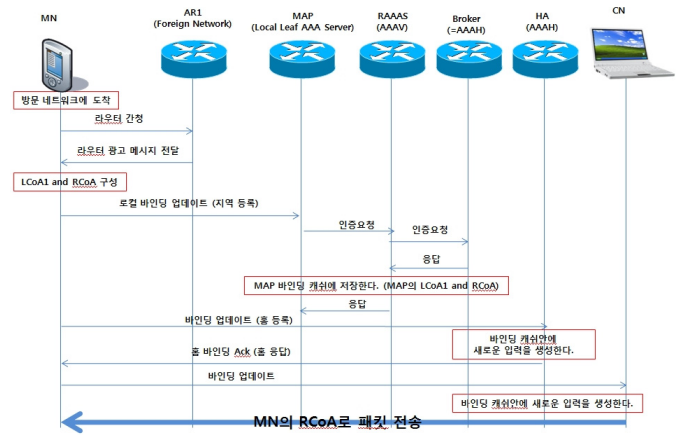 MN
AR1
(Foreign Network)
MAP
(Local Leaf AAA Server)
RAAAS
(AAAV)
Broker
(=AAAH)
HA
(AAAH)
CN
방문 네트워크에 도착
라우터 간청
라우터 광고 메시지 전달
LCoA1 and RCoA 구성
로컬 바인딩 업데이트 (지역 등록)
인증요청
인증요청
응답
MAP 바인딩 캐쉬에 저장한다. (MAP의 LCoA1 and RCoA)
응답
바인딩 업데이트 (홈 등록)
바인딩 캐쉬안에
새로운 입력을 생성한다.
홈 바인딩 Ack (홈 응답)
바인딩 업데이트
바인딩 캐쉬안에 새로운 입력을 생성한다.
MN의 RCoA로 패킷 전송